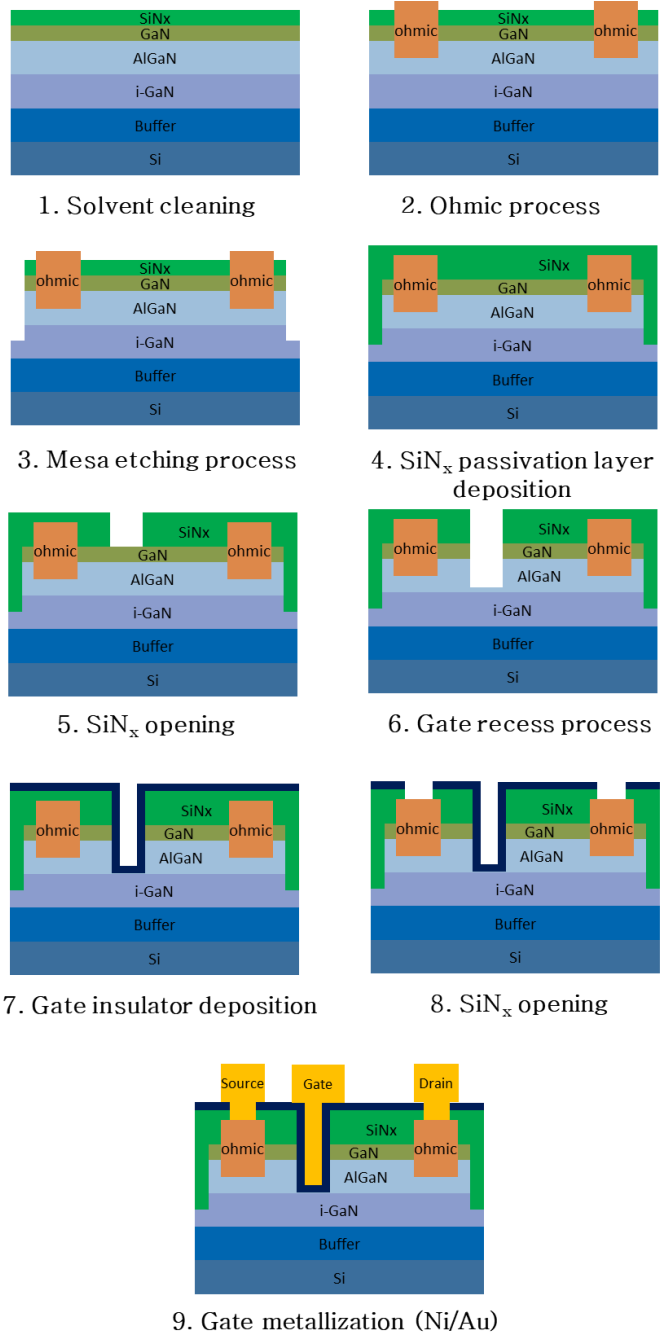 SiNx
GaN
AlGaN
i-GaN
Buffer
Si
1. Solvent cleaning
ohmic SiNx ohmic
GaN
AlGaN
i-GaN
Buffer
Si
2. Ohmic process
SiNx
ohmic GaN ohmic
AlGaN
i-GaN
Buffer
Si
3. Mesa etching process
SiNx
ohmic GaN ohmic
AlGaN
i-GaN
Buffer
Si
4. SiNₓ passivation layer
deposition
SiNx
ohmic GaN ohmic
AlGaN
i-GaN
Buffer
Si
5. SiNₓ opening
SiNx
ohmic GaN ohmic
AlGaN
i-GaN
Buffer
Si
6. Gate recess process
SiNx
ohmic GaN ohmic
AlGaN
i-GaN
Buffer
Si
7. Gate insulator deposition
SiNx
ohmic GaN ohmic
AlGaN
i-GaN
Buffer
Si
8. SiNₓ opening
Source Gate Drain
SiNx
ohmic GaN ohmic
AlGaN
i-GaN
Buffer
Si
9. Gate metallization (Ni/Au)